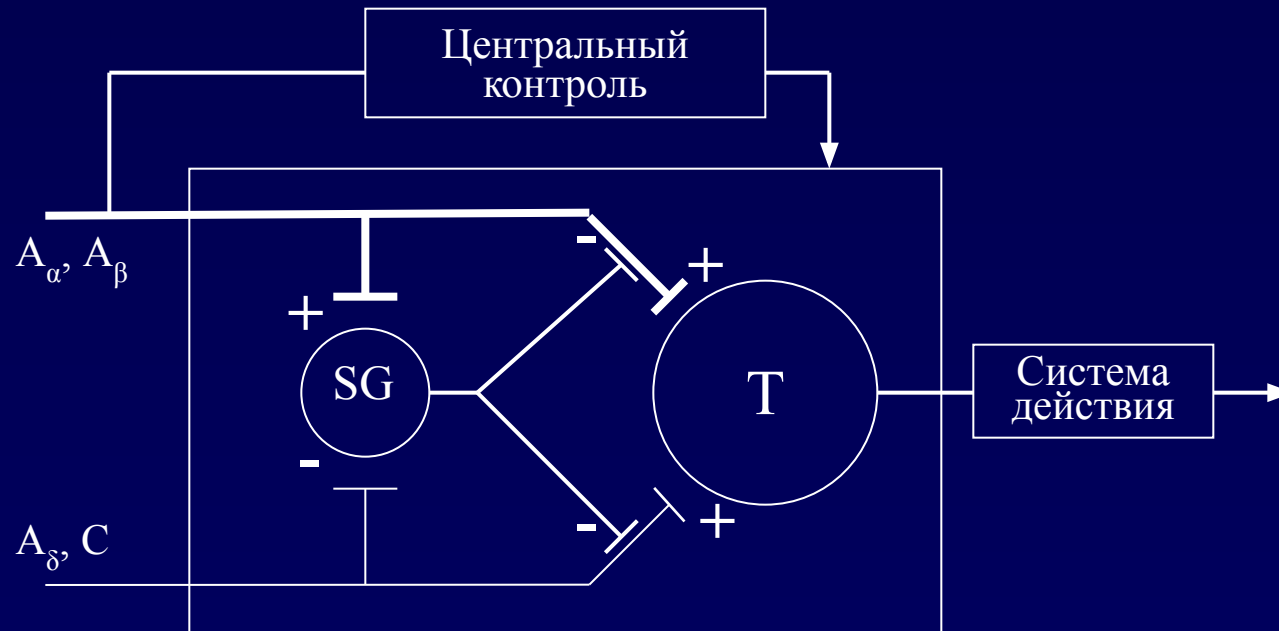 Центральный
контроль
Aα, Aβ
-
+
+
SG
T
Система
действия
-
-
+
Aδ, C